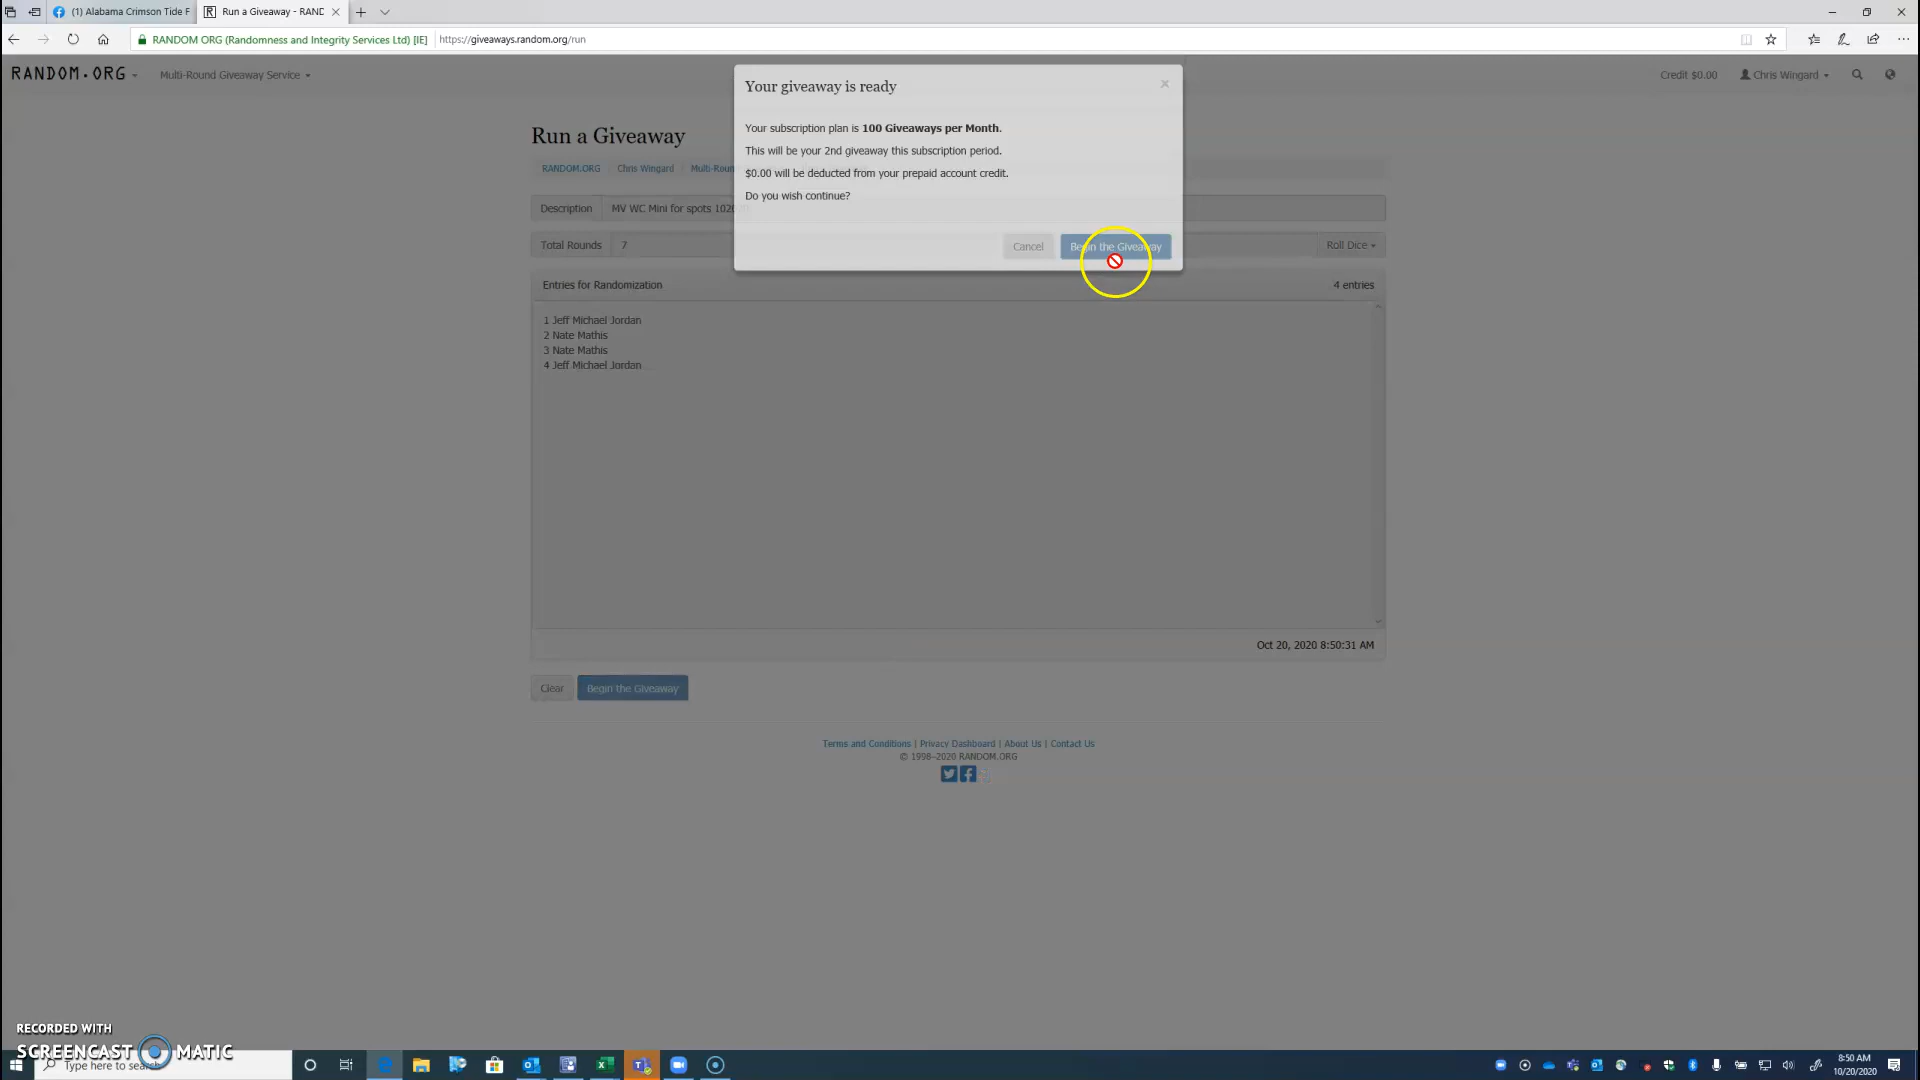 (1) Alabama Crimson Tide F
Run a Giveaway - RAND
RANDOM ORG (Randomness and Integrity Services Ltd) [IE]
https://giveaways.random.org/run
RANDOM.ORG
Multi-Round Giveaway Service
Credit $0.00
Chris Wingard
Your giveaway is ready
Your subscription plan is 100 Giveaways per Month.
This will be your 2nd giveaway this subscription period.
$0.00 will be deducted from your prepaid account credit.
Do you wish continue?
Cancel
Begin the Giveaway
Run a Giveaway
RANDOM.ORG
Chris Wingard
Description
MV WC Mini for spots
Total Rounds
7
Roll Dice
Entries for Randomization
4 entries
1 Jeff Michael Jordan
2 Nate Mathis
3 Nate Mathis
4 Jeff Michael Jordan
Oct 20, 2020 8:50:31 AM
Clear
Begin the Giveaway
Terms and Conditions | Privacy Dashboard | About Us | Contact Us
© 1998–2020 RANDOM.ORG
RECORDED WITH
SCREENCAST MATIC
Type here to search
8:50 AM
10/20/2020